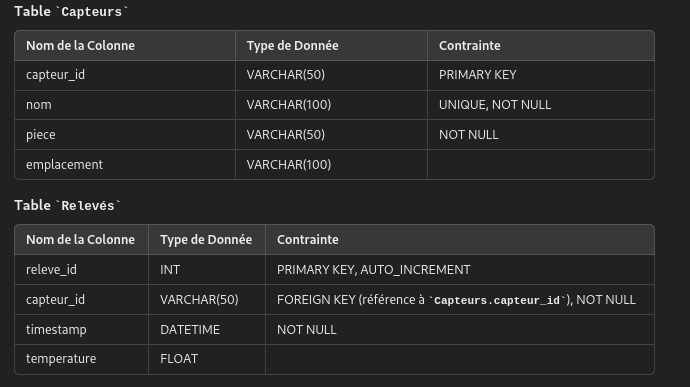 Table `Capteurs`
Nom de la Colonne Type de Donnée Contrainte
capteur_id VARCHAR(50) PRIMARY KEY
nom VARCHAR(100) UNIQUE, NOT NULL
piece VARCHAR(50) NOT NULL
emplacement VARCHAR(100)
Table `Relevés`
Nom de la Colonne Type de Donnée Contrainte
releve_id INT PRIMARY KEY, AUTO_INCREMENT
capteur_id VARCHAR(50) FOREIGN KEY (référence à `Capteurs.capteur_id`), NOT NULL
timestamp DATETIME NOT NULL
temperature FLOAT